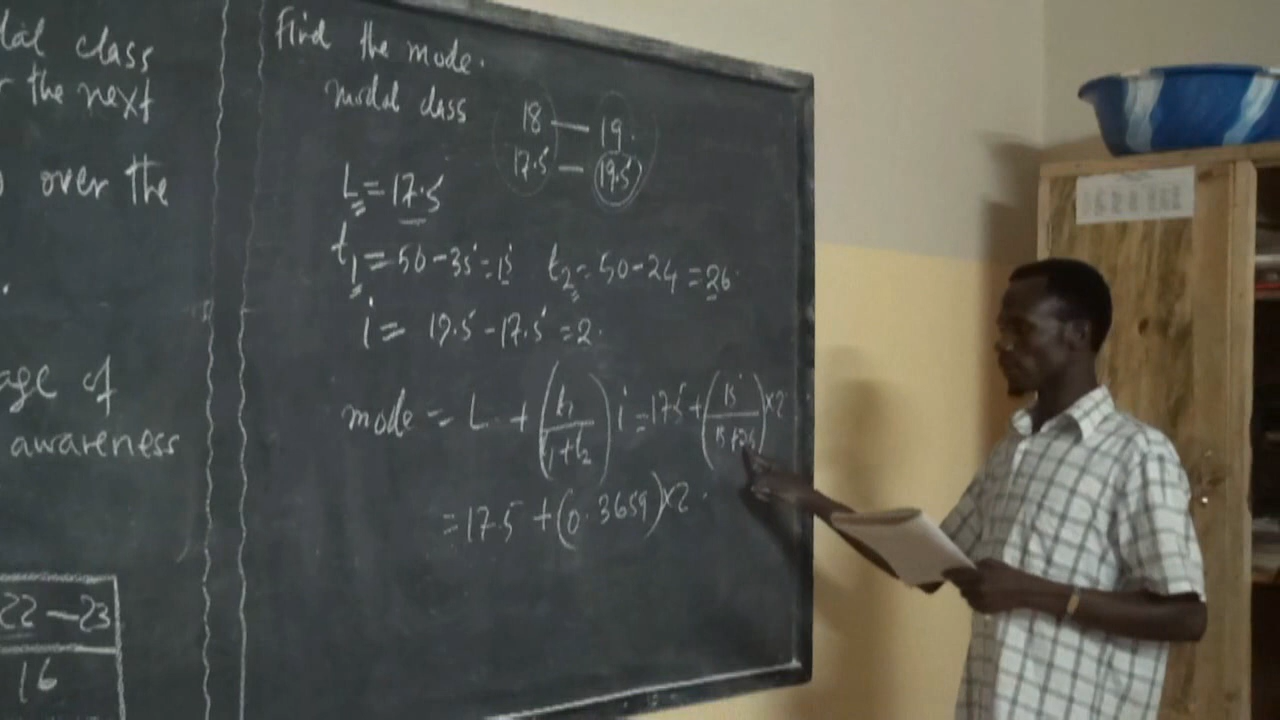 dal class
the next
over the
age of
awareness
22 - 23
16
Find the mode.
modal class
18 — 19.
17.5 — 19.5
L = 17.5
t1 = 50-35=15 t2 = 50-24 = 26.
i = 19.5 - 17.5 = 2.
mode = L + (t1/t1+t2) i = 17.5 + (15/15+26) ×2
= 17.5 + (0.3659)×2.